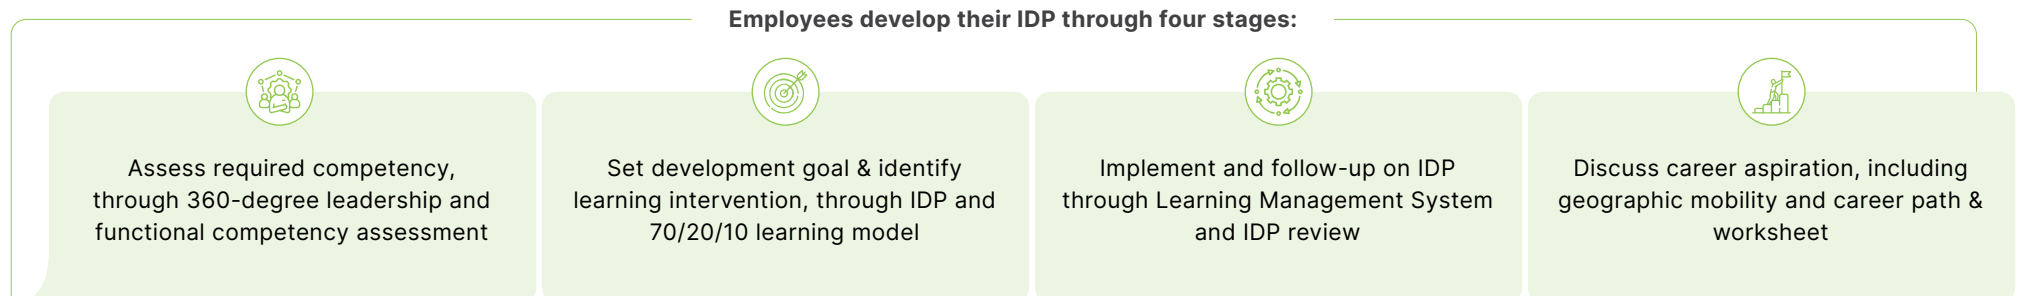 Employees develop their IDP through four stages:
Assess required competency,
through 360-degree leadership and
functional competency assessment
Set development goal & identify
learning intervention, through IDP and
70/20/10 learning model
Implement and follow-up on IDP
through Learning Management System
and IDP review
Discuss career aspiration, including
geographic mobility and career path &
worksheet